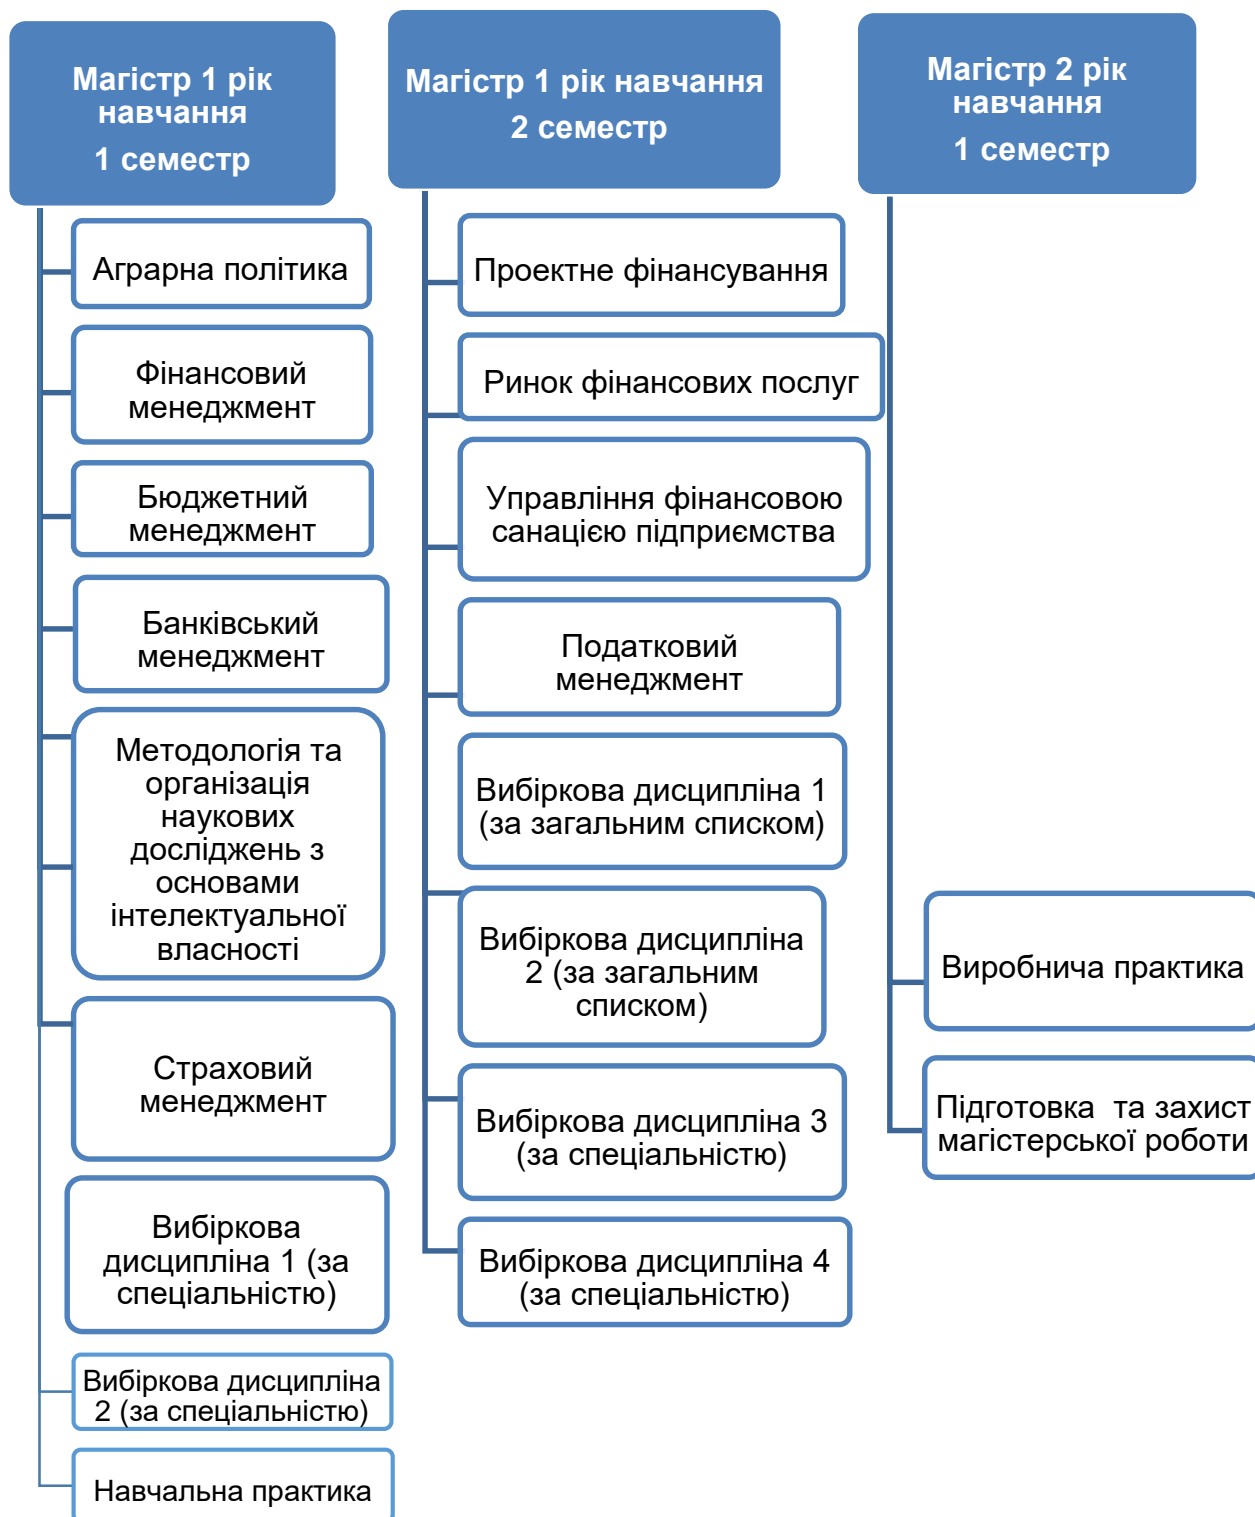 Магістр 1 рік
навчання
1 семестр
Аграрна політика
Фінансовий
менеджмент
Бюджетний
менеджмент
Банківський
менеджмент
Методологія та
організація
наукових
досліджень з
основами
інтелектуальної
власності
Страховий
менеджмент
Вибіркова
дисципліна 1 (за
спеціальністю)
Вибіркова дисципліна
2 (за спеціальністю)
Навчальна практика
Магістр 1 рік навчання
2 семестр
Проектне фінансування
Ринок фінансових послуг
Управління фінансовою
санацією підприємства
Податковий
менеджмент
Вибіркова дисципліна 1
(за загальним списком)
Вибіркова дисципліна
2 (за загальним
списком)
Вибіркова дисципліна 3
(за спеціальністю)
Вибіркова дисципліна 4
(за спеціальністю)
Магістр 2 рік
навчання
1 семестр
Виробнича практика
Підготовка та захист
магістерської роботи